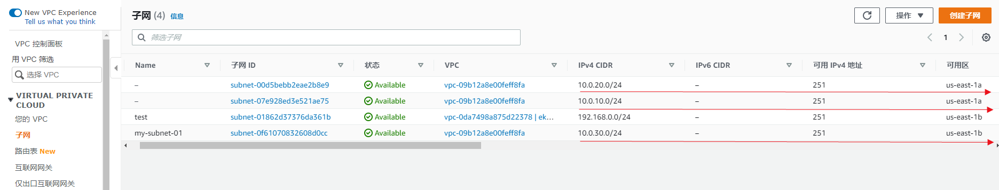 New VPC Experience
Tell us what you think
VPC 控制面板
用 VPC 筛选
选择 VPC
VIRTUAL PRIVATE
CLOUD
您的 VPC
子网
路由表 New
互联网网关
仅出口互联网网关
子网 (4) 信息
操作
创建子网
筛选子网
1
Name 子网 ID 状态 VPC IPv4 CIDR IPv6 CIDR 可用 IPv4 地址 可用区
– subnet-00d5bebb2eae2b8e9 Available vpc-09b12a8e00feff8fa 10.0.20.0/24 – 251 us-east-1a
– subnet-07e928ed3e521ae75 Available vpc-09b12a8e00feff8fa 10.0.10.0/24 – 251 us-east-1a
test subnet-01862d37376da361b Available vpc-0da7498a875d22378 | ek... 192.168.0.0/24 – 251 us-east-1b
my-subnet-01 subnet-0f61070832608d0cc Available vpc-09b12a8e00feff8fa 10.0.30.0/24 – 251 us-east-1b